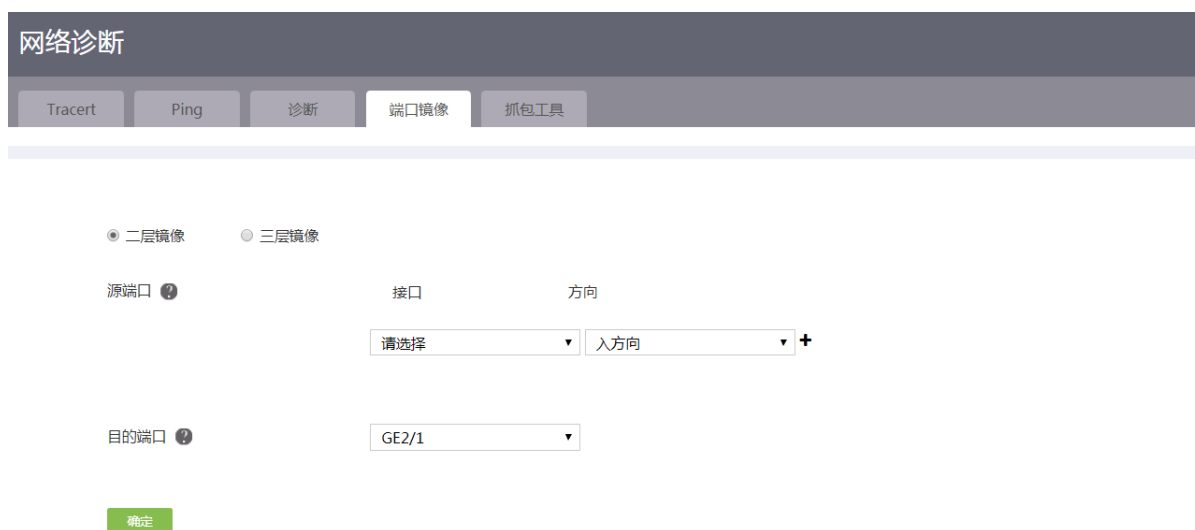 网络诊断
Tracert Ping 诊断 端口镜像 抓包工具
二层镜像 三层镜像
源端口 ? 接口 方向
请选择 入方向 +
目的端口 ? GE2/1
确定